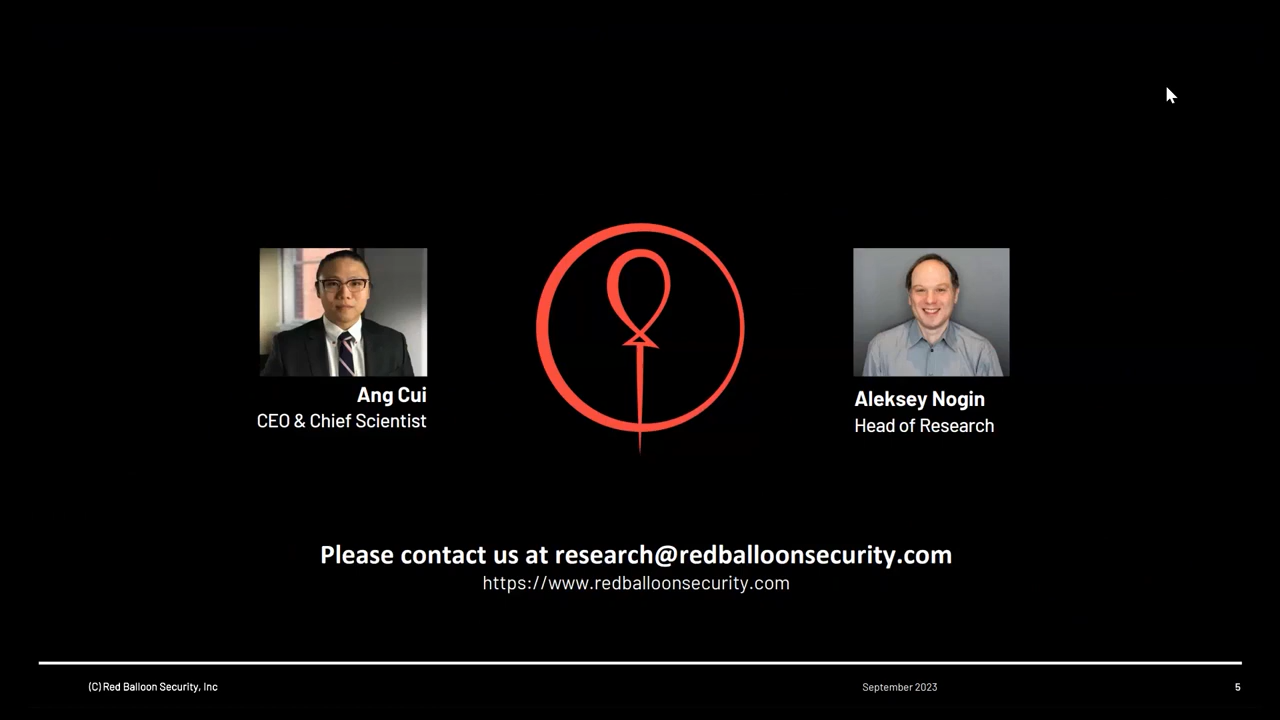 Ang Cui
CEO & Chief Scientist
Aleksey Nogin
Head of Research
Please contact us at research@redballoonsecurity.com
https://www.redballoonsecurity.com
(C) Red Balloon Security, Inc
September 2023
5